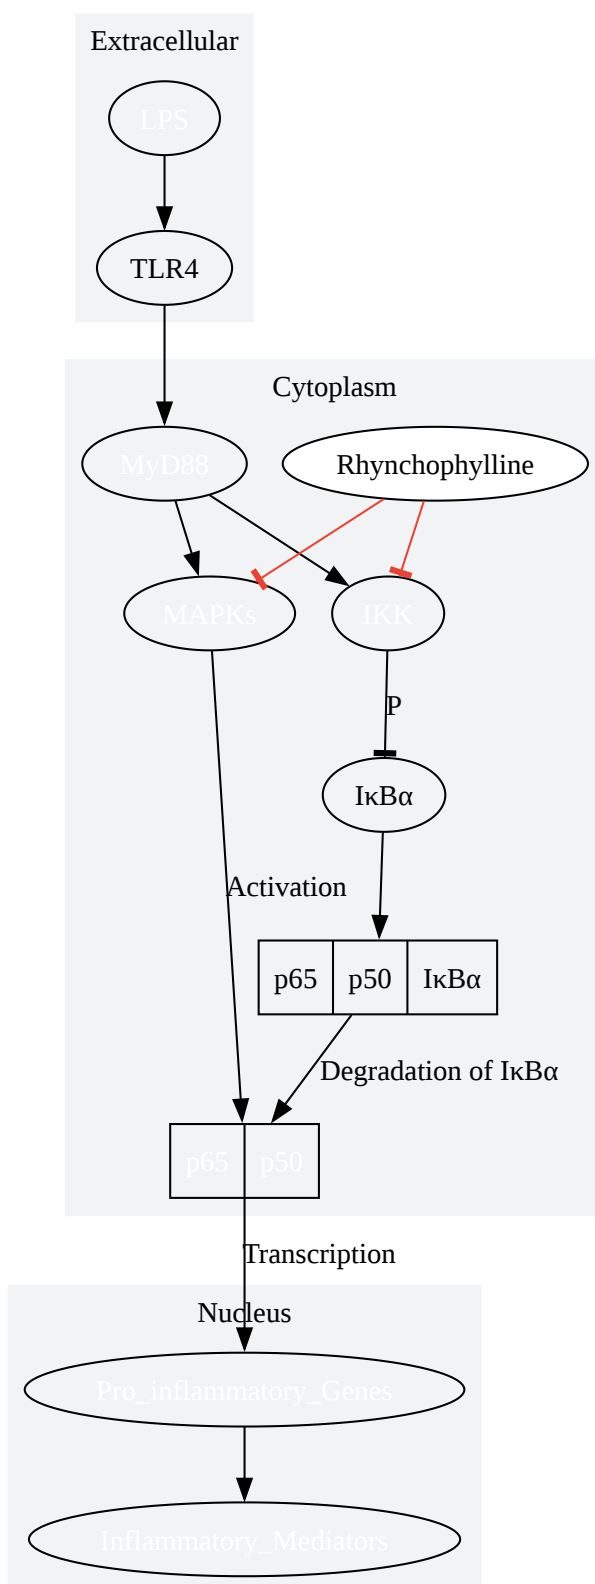 Extracellular
LPS
TLR4
Cytoplasm
MyD88
Rhynchophylline
MAPKs
IKK
P
IκBα
Activation
p65 p50 IκBα
Degradation of IκBα
p65 p50
Transcription
Nucleus
Pro_inflammatory_Genes
Inflammatory_Mediators